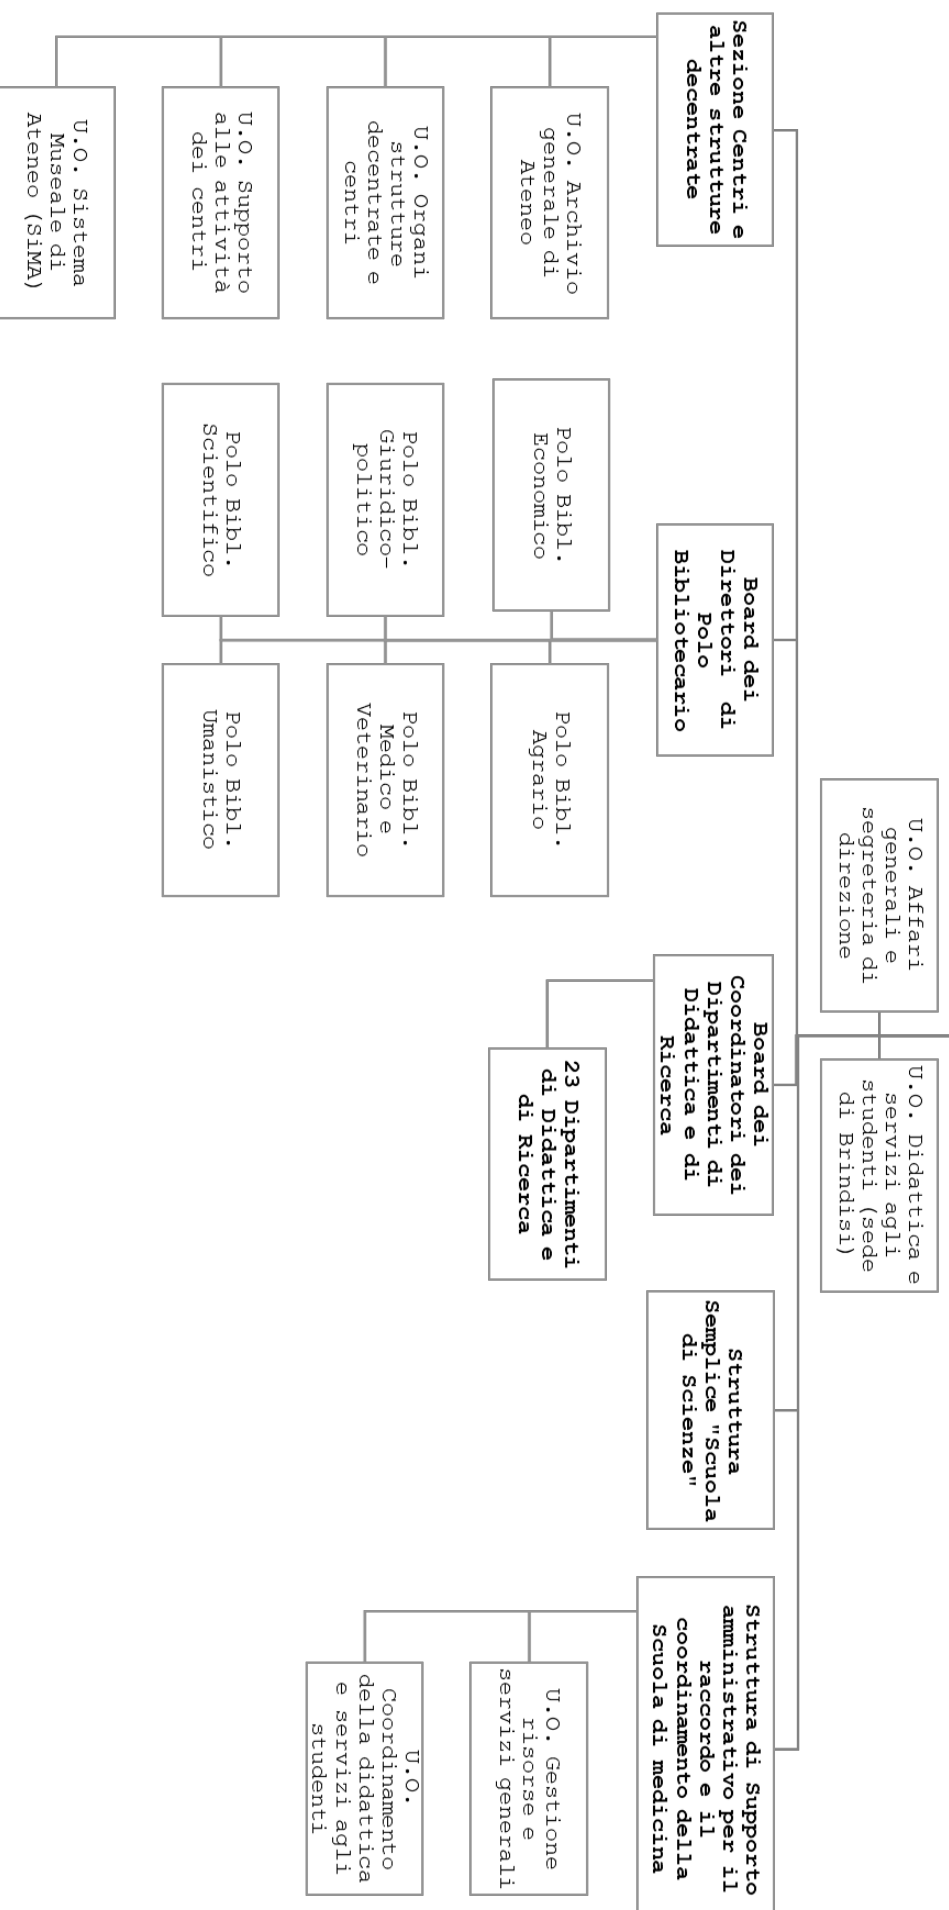 U.O. Affari
generali e
segreteria di
direzione
U.O. Didattica e
servizi agli
studenti (sede
di Brindisi)
Sezione Centri e
altre strutture
decentrate
Board dei
Direttori di
Polo
Bibliotecario
Board dei
Coordinatori dei
Dipartimenti di
Didattica e di
Ricerca
Struttura
Semplice "Scuola
di Scienze"
Struttura di Supporto
amministrativo per il
raccordo e il
coordinamento della
Scuola di medicina
U.O. Archivio
generale di
Ateneo
U.O. Organi
strutture
decentrate e
centri
U.O. Supporto
alle attività
dei centri
U.O. Sistema
Museale di
Ateneo (SiMA)
Polo Bibl.
Economico
Polo Bibl.
Agrario
Polo Bibl.
Giuridico-
politico
Polo Bibl.
Medico e
Veterinario
Polo Bibl.
Scientifico
Polo Bibl.
Umanistico
23 Dipartimenti
di Didattica e
di Ricerca
U.O. Gestione
risorse e
servizi generali
U.O.
Coordinamento
della didattica
e servizi agli
studenti